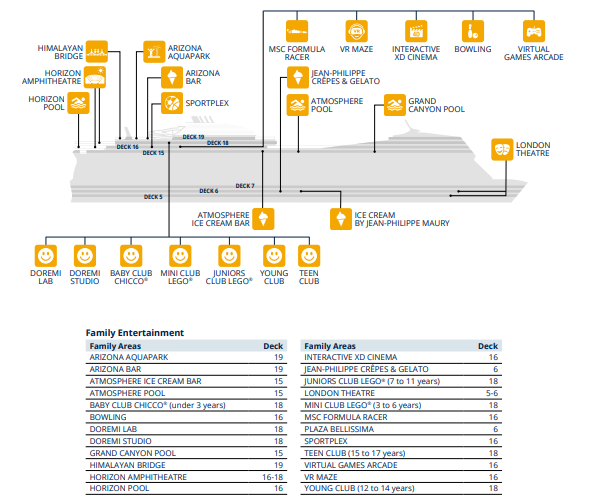 MSC FORMULA
RACER
VR MAZE
INTERACTIVE
XD CINEMA
BOWLING
VIRTUAL
GAMES ARCADE
HIMALAYAN
BRIDGE
ARIZONA
AQUAPARK
HORIZON
AMPHITHEATRE
ARIZONA
BAR
JEAN-PHILIPPE
CRÊPES & GELATO
HORIZON
POOL
SPORTPLEX
ATMOSPHERE
POOL
GRAND
CANYON POOL
DECK 19
DECK 18
DECK 16
DECK 15
LONDON
THEATRE
DECK 7
DECK 6
DECK 5
ATMOSPHERE
ICE CREAM BAR
ICE CREAM
BY JEAN-PHILIPPE MAURY
DOREMI
LAB
DOREMI
STUDIO
BABY CLUB
CHICCO®
MINI CLUB
LEGO®
JUNIORS
CLUB LEGO®
YOUNG
CLUB
TEEN
CLUB
Family Entertainment
Family Areas Deck
ARIZONA AQUAPARK 19
ARIZONA BAR 19
ATMOSPHERE ICE CREAM BAR 15
ATMOSPHERE POOL 15
BABY CLUB CHICCO® (under 3 years) 18
BOWLING 16
DOREMI LAB 18
DOREMI STUDIO 18
GRAND CANYON POOL 15
HIMALAYAN BRIDGE 19
HORIZON AMPHITHEATRE 16-18
HORIZON POOL 16
Family Areas Deck
INTERACTIVE XD CINEMA 16
JEAN-PHILIPPE CRÊPES & GELATO 6
JUNIORS CLUB LEGO® (7 to 11 years) 18
LONDON THEATRE 5-6
MINI CLUB LEGO® (3 to 6 years) 18
MSC FORMULA RACER 16
PLAZA BELLISSIMA 6
SPORTPLEX 16
TEEN CLUB (15 to 17 years) 18
VIRTUAL GAMES ARCADE 16
VR MAZE 16
YOUNG CLUB (12 to 14 years) 18